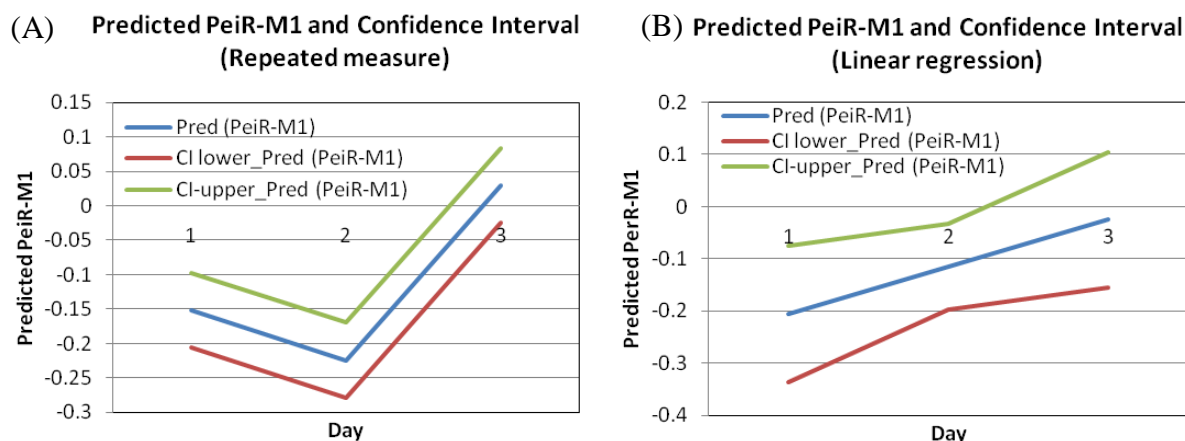 (A) Predicted PeiR-M1 and Confidence Interval
(Repeated measure)
0.15
0.1
0.05
0
-0.05
-0.1
-0.15
-0.2
-0.25
-0.3
Predicted PeiR-M1
Pred (PeiR-M1)
CI lower_Pred (PeiR-M1)
CI-upper_Pred (PeiR-M1)
1 2 3
Day
(B) Predicted PeiR-M1 and Confidence Interval
(Linear regression)
0.2
0.1
0
-0.1
-0.2
-0.3
-0.4
Predicted PerR-M1
Pred (PeiR-M1)
CI lower_Pred (PeiR-M1)
CI-upper_Pred (PeiR-M1)
1 2 3
Day